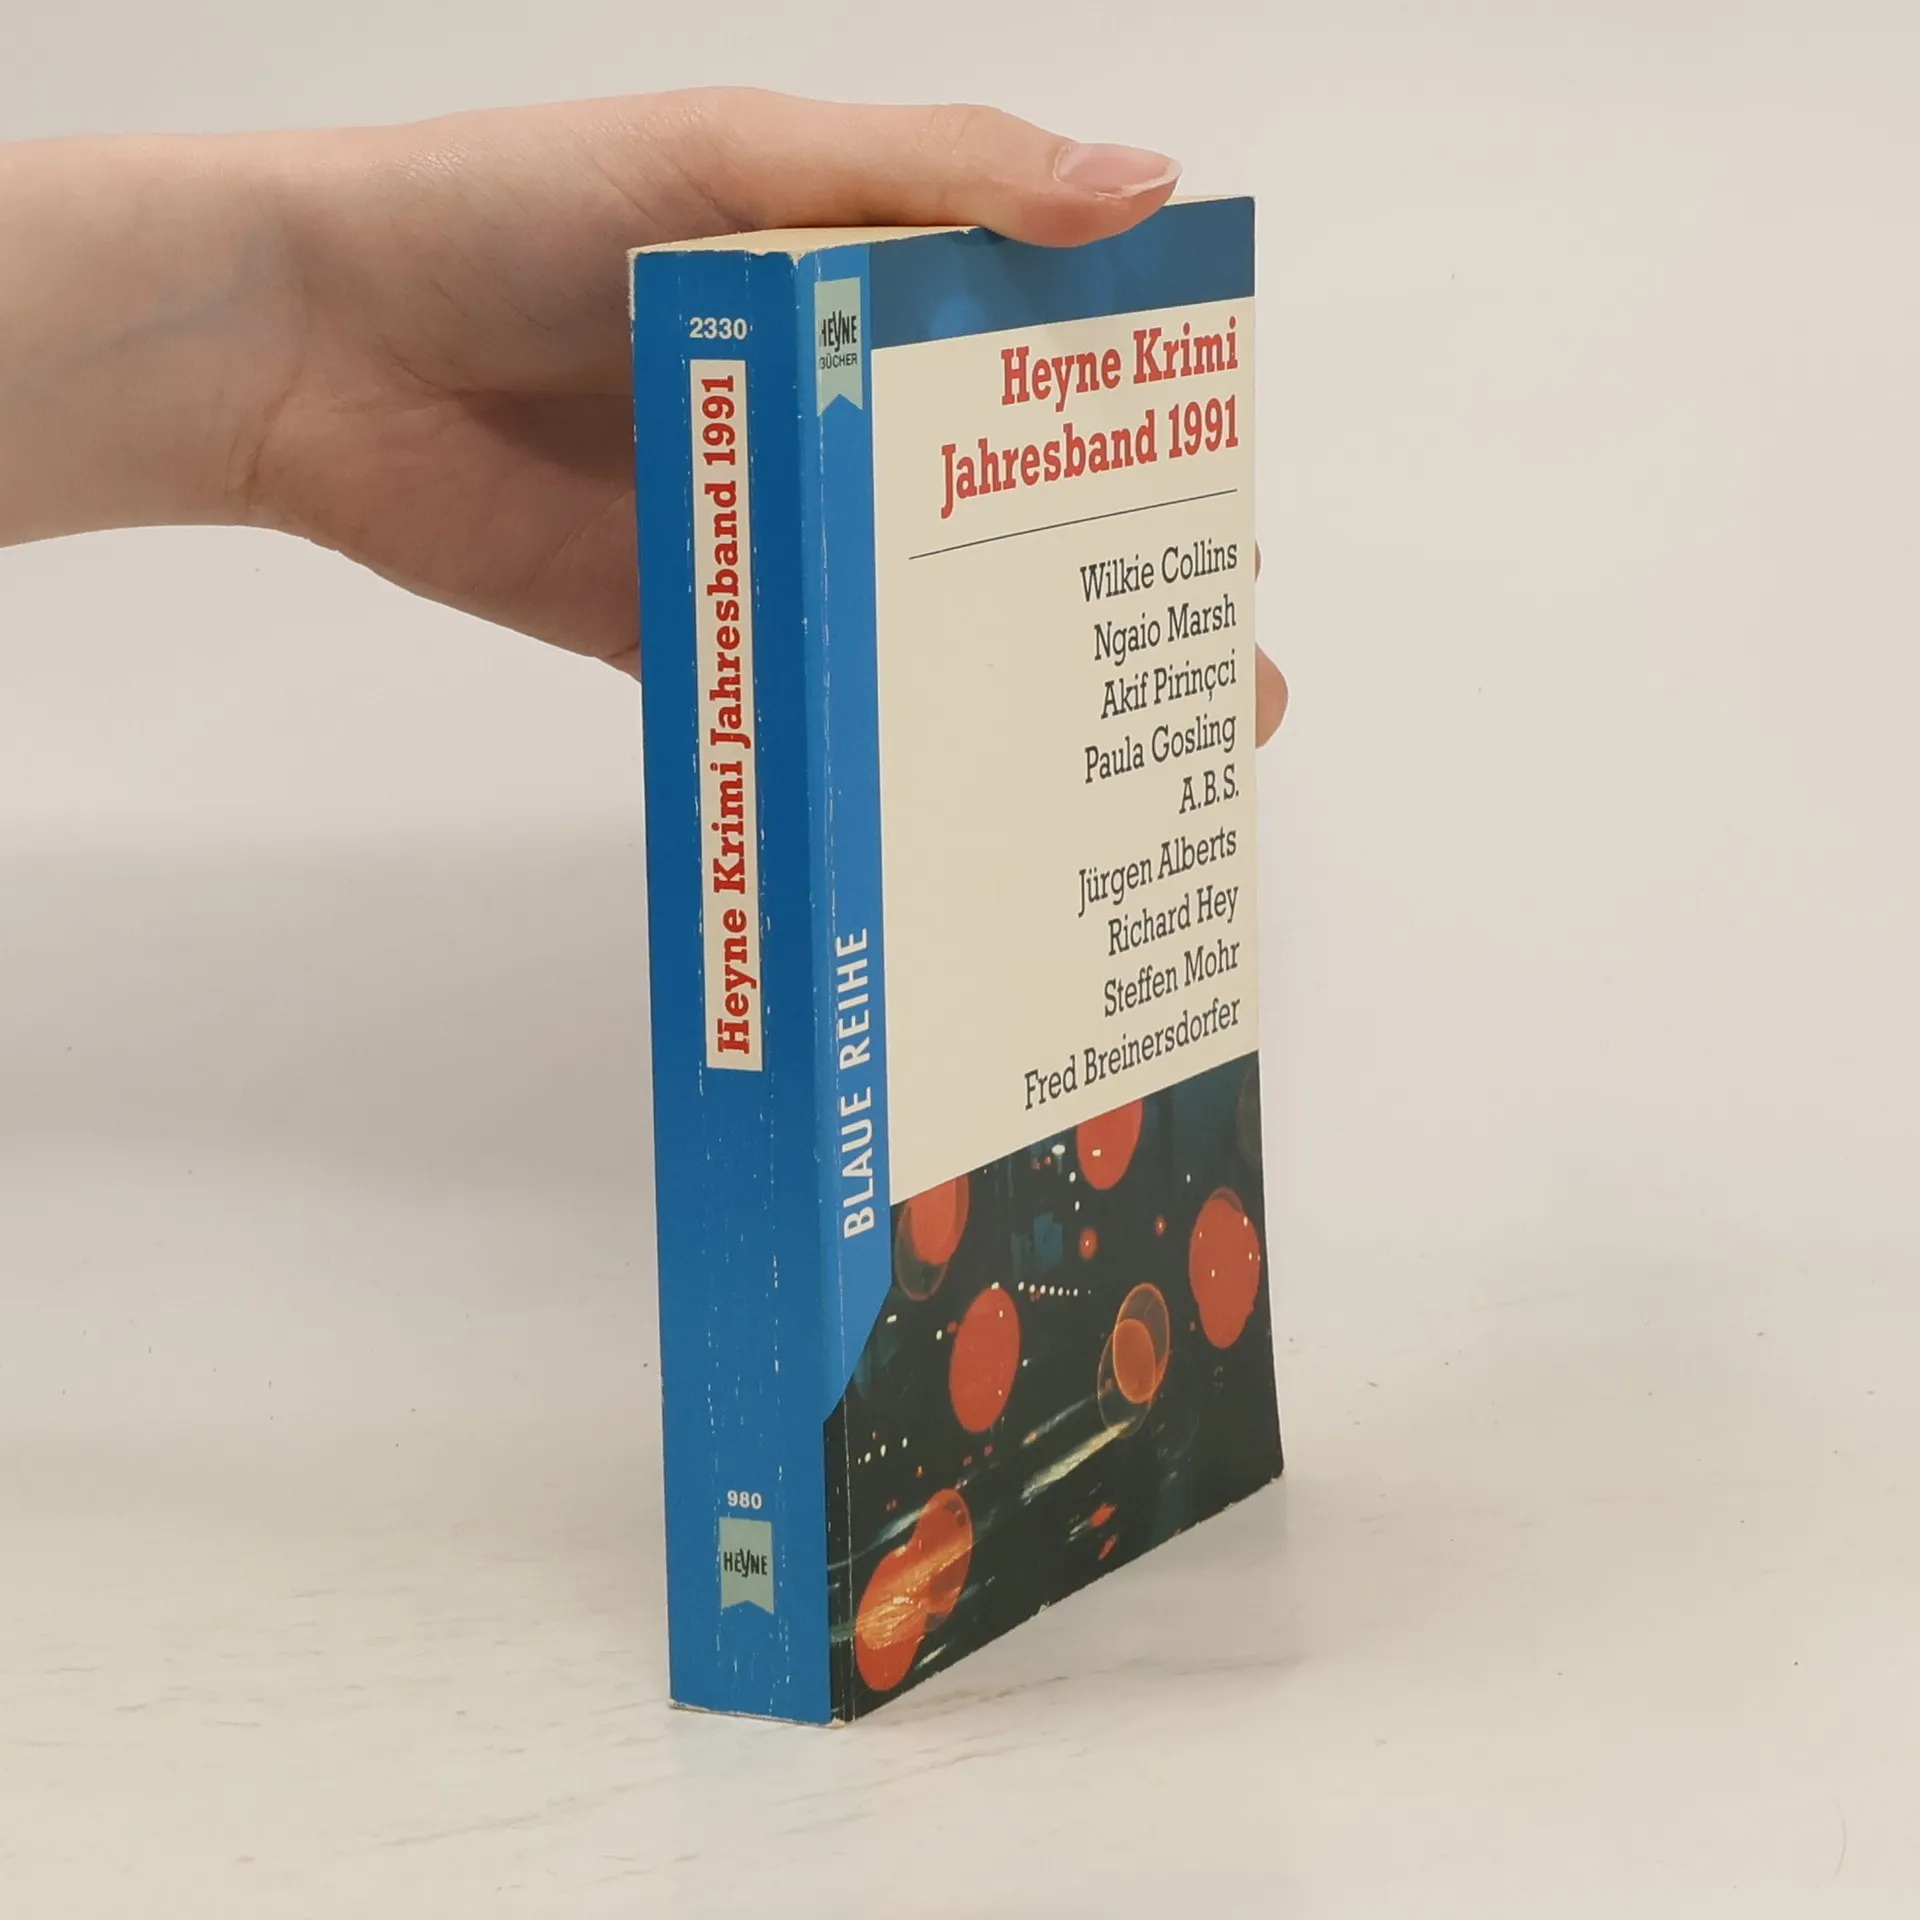 2330
Heyne Krimi Jahresband 1991
980
HEYNE
HEYNE
BÜCHER
BLAUE REIHE
Heyne Krimi
Jahresband 1991
Wilkie Collins
Ngaio Marsh
Akif Pirinçci
Paula Gosling
A.B.S.
Jürgen Alberts
Richard Hey
Steffen Mohr
Fred Breinersdorfer